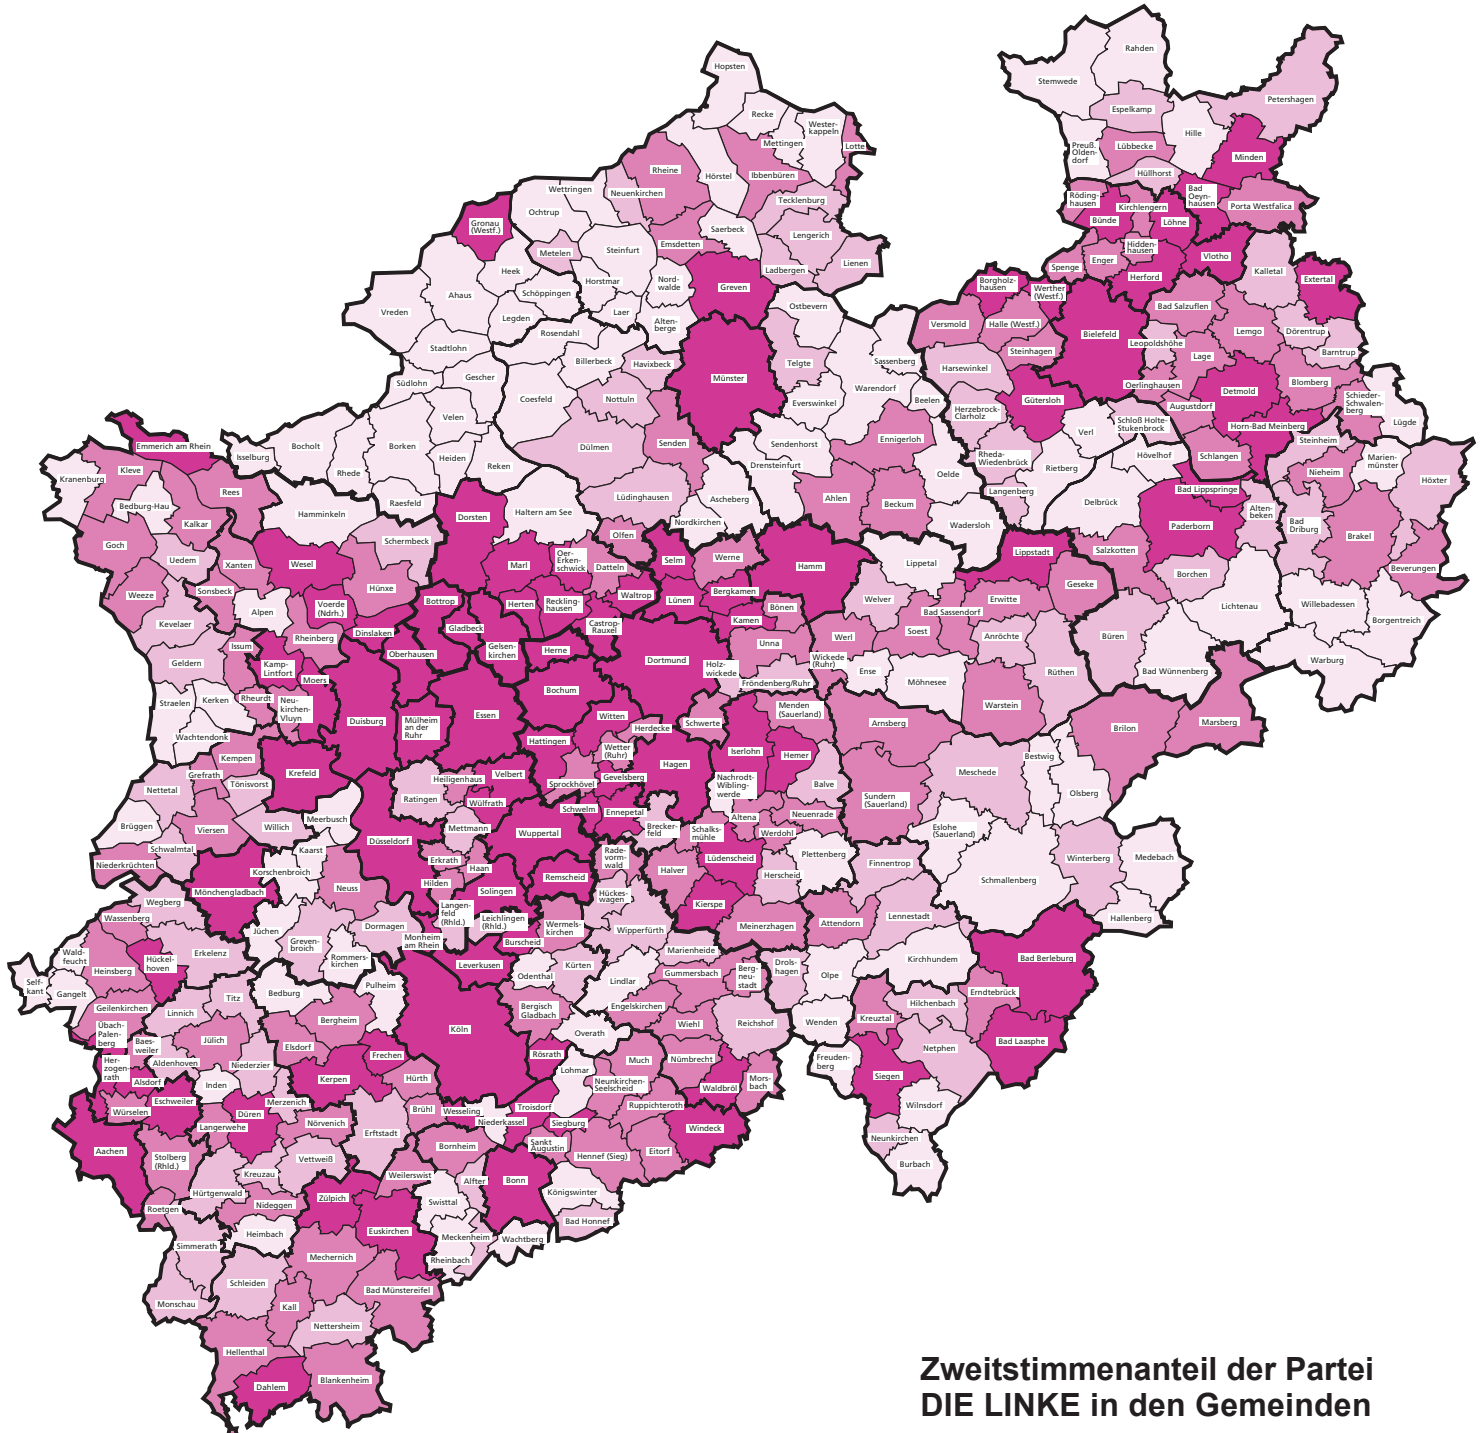 Hopsten
Rahden
Stemwede
Recke
Wester-
kappeln
Mettingen
Lotte
Petershagen
Espelkamp
Hille
Preuß.
Olden-
dorf
Lübbecke
Minden
Hüllhorst
Rheine
Hörstel
Ibbenbüren
Wettringen
Neuenkirchen
Tecklenburg
Röding-
hausen
Kirchlengern
Bad
Oeyn-
hausen
Porta Westfalica
Ochtrup
Gronau
(Westf.)
Bünde
Löhne
Saerbeck
Lengerich
Emsdetten
Steinfurt
Metelen
Hidden-
hausen
Enger
Vlotho
Spenge
Herford
Kalletal
Extertal
Lienen
Ladbergen
Heek
Horstmar
Nord-
walde
Greven
Borgholz-
hausen
Werther
(Westf.)
Ahaus
Schöppingen
Ostbevern
Bad Salzuflen
Vreden
Legden
Laer
Alten-
berge
Rosendahl
Versmold
Halle (Westf.)
Bielefeld
Lemgo
Dörentrup
Leopoldshöhe
Barntrup
Stadtlohn
Billerbeck
Havixbeck
Telgte
Sassenberg
Steinhagen
Lage
Harsewinkel
Münster
Gescher
Südlohn
Warendorf
Oerlinghausen
Detmold
Blomberg
Coesfeld
Nottuln
Everswinkel
Beelen
Gütersloh
Schieder-
Schwalen-
berg
Augustdorf
Herzebrock-
Clarholz
Velen
Lügde
Schloß Holte-
Stukenbrock
Horn-Bad Meinberg
Verl
Emmerich am Rhein
Bocholt
Borken
Dülmen
Senden
Sendenhorst
Ennigerloh
Steinheim
Isselburg
Heiden
Reken
Drensteinfurt
Rheda-
Wiedenbrück
Rietberg
Hövelhof
Schlangen
Marien-
münster
Nieheim
Kleve
Rhede
Oelde
Kranenburg
Rees
Bedburg-Hau
Raesfeld
Lüdinghausen
Ascheberg
Ahlen
Beckum
Langenberg
Delbrück
Bad Lippspringe
Höxter
Hamminkeln
Dorsten
Haltern am See
Alten-
beken
Kalkar
Nordkirchen
Wadersloh
Paderborn
Bad
Driburg
Goch
Schermbeck
Olfen
Brakel
Uedem
Xanten
Wesel
Marl
Oer-
Erken-
schwick
Datteln
Selm
Werne
Hamm
Lippetal
Lippstadt
Salzkotten
Borchen
Beverungen
Weeze
Sonsbeck
Hünxe
Waltrop
Bergkamen
Geseke
Alpen
Voerde
(Ndrh.)
Bottrop
Herten
Reckling-
hausen
Lünen
Bönen
Welver
Bad Sassendorf
Erwitte
Lichtenau
Willebadessen
Borgentreich
Kevelaer
Gladbeck
Castrop-
Rauxel
Kamen
Dinslaken
Rheinberg
Soest
Anröchte
Büren
Issum
Oberhausen
Gelsen-
kirchen
Herne
Unna
Werl
Geldern
Kamp-
Lintfort
Dortmund
Holz-
wickede
Wickede
(Ruhr)
Ense
Möhnesee
Rüthen
Bad Wünnenberg
Warburg
Moers
Fröndenberg/Ruhr
Straelen
Kerken
Rheurdt
Neu-
kirchen-
Vluyn
Bochum
Duisburg
Mülheim
an der
Ruhr
Essen
Witten
Herdecke
Schwerte
Menden
(Sauerland)
Arnsberg
Warstein
Brilon
Marsberg
Wachtendonk
Hattingen
Wetter
(Ruhr)
Iserlohn
Hemer
Bestwig
Kempen
Grefrath
Krefeld
Hagen
Meschede
Nettetal
Tönisvorst
Heiligenhaus
Velbert
Gevelsberg
Sprockhövel
Nachrodt-
Wibling-
werde
Balve
Olsberg
Ratingen
Wülfrath
Sundern
(Sauerland)
Brüggen
Viersen
Willich
Meerbusch
Schwelm
Ennepetal
Altena
Neuenrade
Eslohe
(Sauerland)
Mettmann
Wuppertal
Brecker-
feld
Schalks-
mühle
Werdohl
Schwalmtal
Kaarst
Düsseldorf
Rade-
vorm-
wald
Lüdenscheid
Plettenberg
Finnentrop
Winterberg
Medebach
Niederkrüchten
Korschenbroich
Erkrath
Haan
Halver
Herscheid
Schmallenberg
Mönchengladbach
Neuss
Hilden
Solingen
Remscheid
Hückes-
wagen
Kierspe
Wegberg
Langen-
feld
(Rhld.)
Leichlingen
(Rhld.)
Wermels-
kirchen
Wipperfürth
Meinerzhagen
Attendorn
Lennestadt
Hallenberg
Wassenberg
Jüchen
Greven-
broich
Dormagen
Monheim
am Rhein
Burscheid
Marienheide
Wald-
feucht
Hückel-
hoven
Erkelenz
Rommers-
kirchen
Leverkusen
Kürten
Gummersbach
Berg-
neu-
stadt
Drols-
hagen
Olpe
Kirchhundem
Bad Berleburg
Heinsberg
Self-
kant
Gangelt
Odenthal
Lindlar
Bedburg
Pulheim
Titz
Erndtebrück
Geilenkirchen
Linnich
Bergisch
Gladbach
Engelskirchen
Hilchenbach
Bergheim
Wiehl
Reichshof
Wenden
Kreuztal
Übach-
Palen-
berg
Baes-
weiler
Jülich
Elsdorf
Köln
Overath
Bad Laasphe
Netphen
Her-
zogen-
rath
Aldenhoven
Niederzier
Frechen
Rösrath
Much
Nümbrecht
Freuden-
berg
Alsdorf
Inden
Kerpen
Hürth
Lohmar
Neunkirchen-
Seelscheid
Waldbröl
Mors-
bach
Siegen
Eschweiler
Merzenich
Würselen
Düren
Brühl
Wesseling
Troisdorf
Ruppichteroth
Wilnsdorf
Langerwehe
Nörvenich
Niederkassel
Siegburg
Windeck
Erftstadt
Neunkirchen
Aachen
Stolberg
(Rhld.)
Vettweiß
Bornheim
Sankt
Augustin
Hennef (Sieg)
Eitorf
Burbach
Kreuzau
Weilerswist
Alfter
Bonn
Hürtgenwald
Nideggen
Zülpich
Swisttal
Königswinter
Roetgen
Bad Honnef
Heimbach
Euskirchen
Meckenheim
Wachtberg
Simmerath
Mechernich
Rheinbach
Schleiden
Bad Münstereifel
Monschau
Kall
Nettersheim
Hellenthal
Blankenheim
Dahlem
Zweitstimmenanteil der Partei
DIE LINKE in den Gemeinden